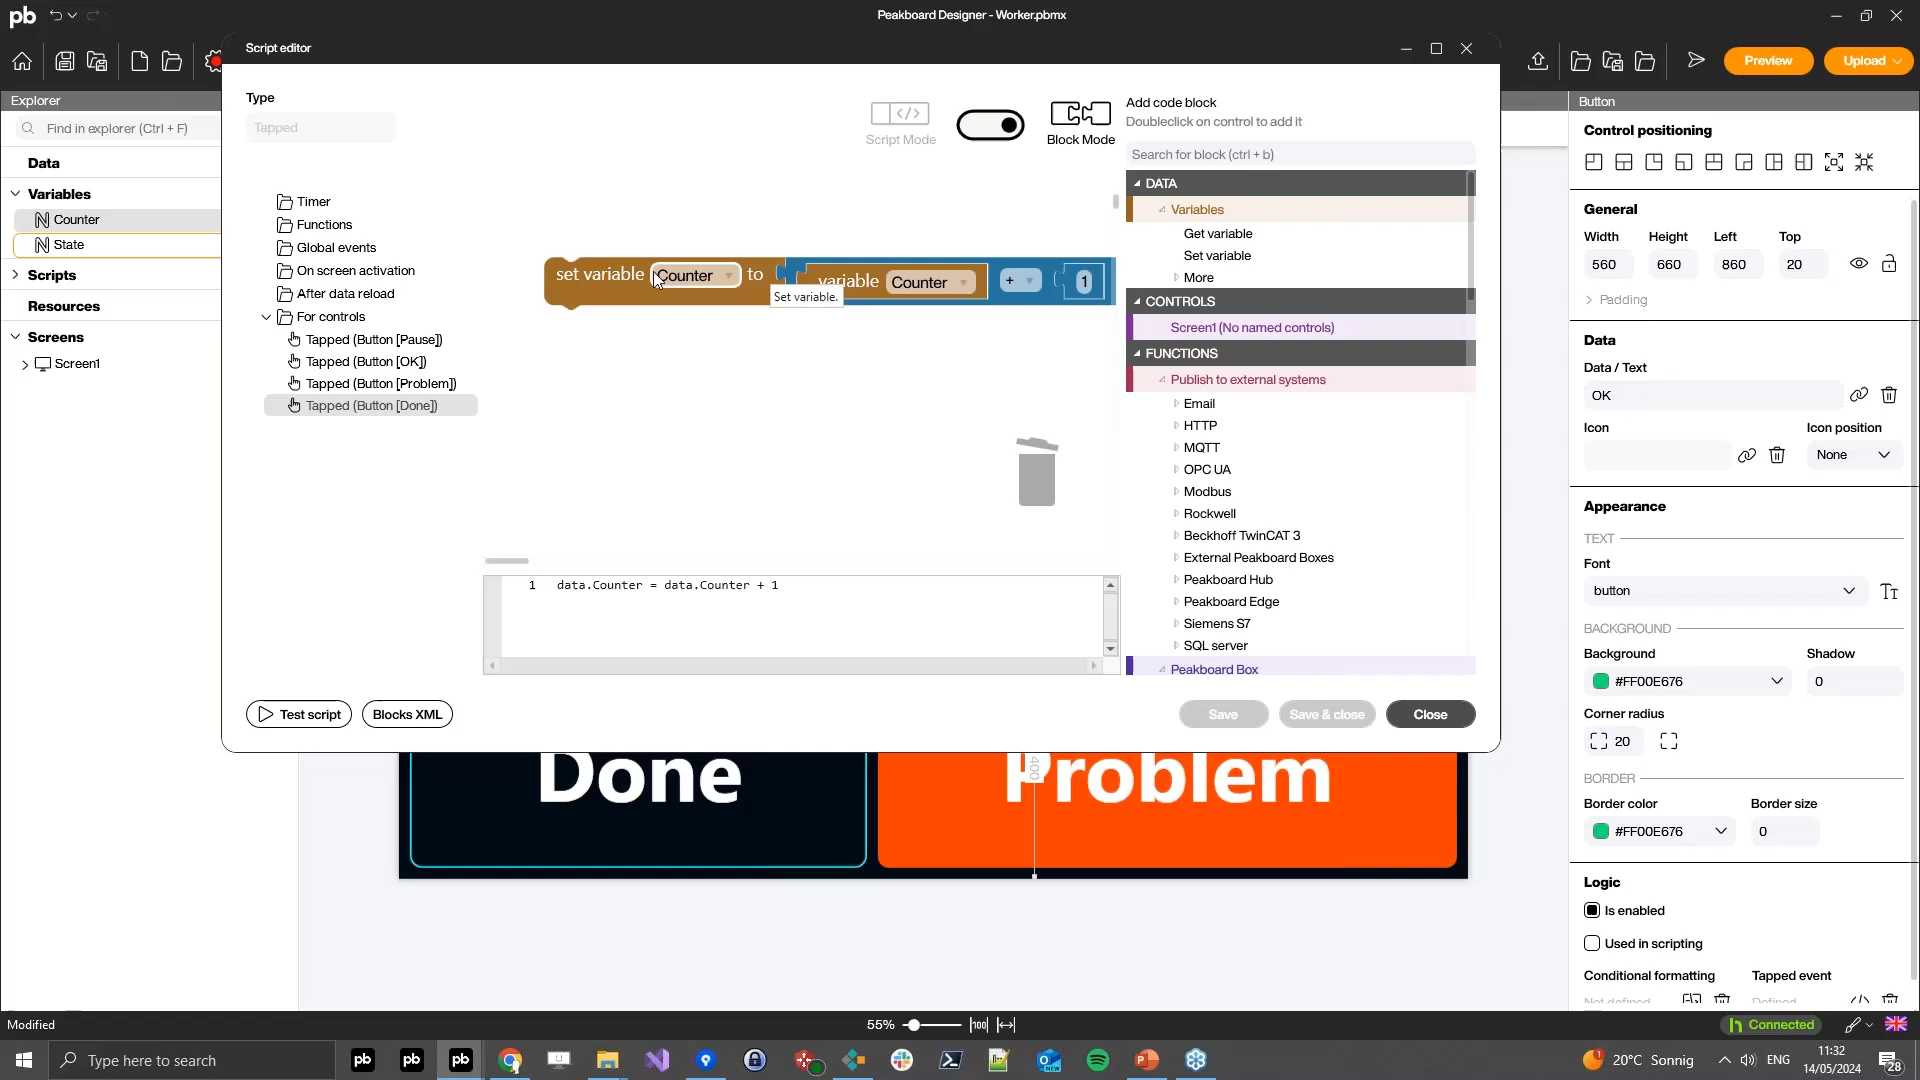 pb
Peakboard Designer - Worker.pbmx
Script editor
Preview
Upload
Explorer
Find in explorer (Ctrl + F)
Data
Variables
Counter
State
Scripts
Resources
Screens
Screen1
Type
Tapped
Script Mode
Block Mode
Timer
Functions
Global events
On screen activation
After data reload
For controls
Tapped (Button [Pause])
Tapped (Button [OK])
Tapped (Button [Problem])
Tapped (Button [Done])
set variable Counter to variable Counter + 1
Set variable.
1 data.Counter = data.Counter + 1
Test script
Blocks XML
Save
Save & close
Close
Add code block
Doubleclick on control to add it
Search for block (ctrl + b)
DATA
Variables
Get variable
Set variable
More
CONTROLS
Screen1 (No named controls)
FUNCTIONS
Publish to external systems
Email
HTTP
MQTT
OPC UA
Modbus
Rockwell
Beckhoff TwinCAT 3
External Peakboard Boxes
Peakboard Hub
Peakboard Edge
Siemens S7
SQL server
Peakboard Box
Done
400
Problem
Button
Control positioning
General
Width Height Left Top
560 660 860 20
Padding
Data
Data / Text
OK
Icon Icon position
None
Appearance
TEXT
Font
button
BACKGROUND
Background Shadow
#FF00E676 0
Corner radius
20
BORDER
Border color Border size
#FF00E676 0
Logic
Is enabled
Used in scripting
Conditional formatting Tapped event
Not defined Defined
Modified
55%
100
Connected
Type here to search
pb
pb
pb
20°C Sonnig
ENG
11:32
14/05/2024
28